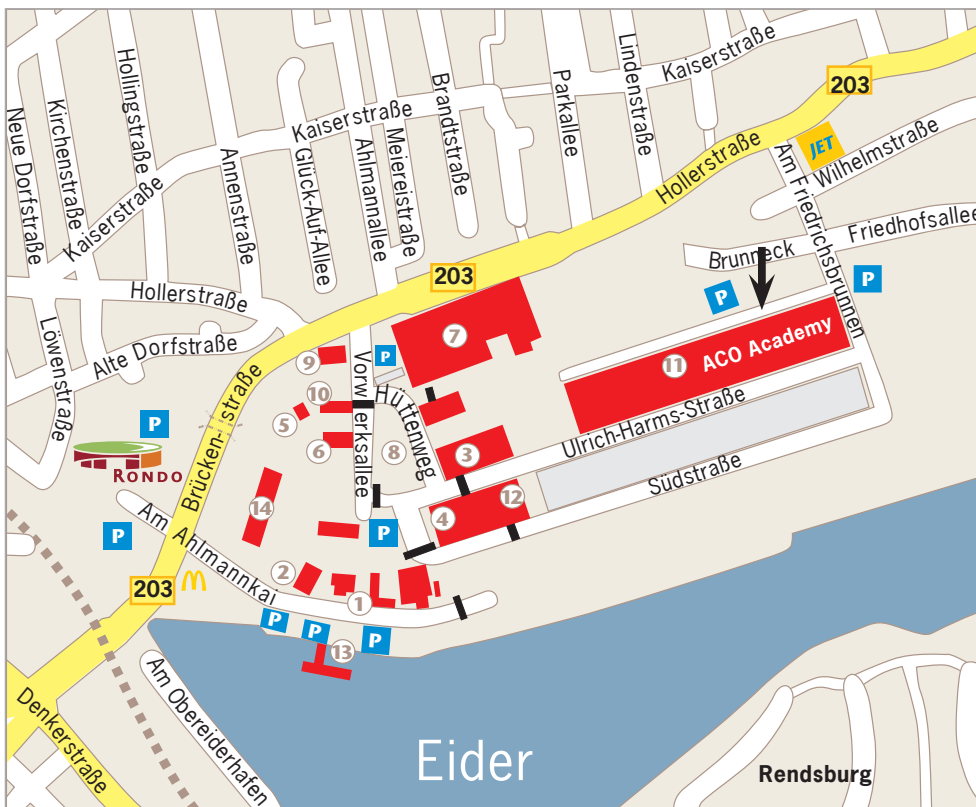 Neue Dorfstraße
Kirchenstraße
Hollingstraße
Kaiserstraße
Annenstraße
Glück-Auf-Allee
Kaiserstraße
Ahlmannallee
Meiereistraße
Brandtstraße
Parkallee
Lindenstraße
Kaiserstraße
203
Hollerstraße
JET
Am Friedrichsbrunnen
Wilhelmstraße
Friedhofsallee
Brunneck
P
P
203
Hollerstraße
Löwenstraße
Alte Dorfstraße
7
11
ACO Academy
9
P
Vorwerksallee
Hüttenweg
10
5
6
8
3
Ulrich-Harms-Straße
Südstraße
P
RONDO
Brücken-straße
14
12
4
P
P
Am Ahlmannkai
203
2
1
P
P
P
13
Am Obereiderhafen
Denkerstraße
Eider
Rendsburg